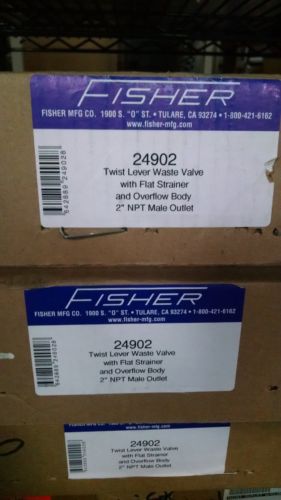 FISHER
FISHER MFG CO. 1900 S. "O" ST. • TULARE, CA 93274 • 1-800-421-6162
www.fisher-mfg.com
24902
Twist Lever Waste Valve
with Flat Strainer
and Overflow Body
2" NPT Male Outlet
642889 249028
FISHER
FISHER MFG CO. 1900 S. "O" ST. • TULARE, CA 93274 • 1-800-421-6162
www.fisher-mfg.com
24902
Twist Lever Waste Valve
with Flat Strainer
and Overflow Body
2" NPT Male Outlet
642889 249028
24902
Twist Lever Waste Valve
with Flat Strainer
and Overflow Body
2" NPT Male Outlet